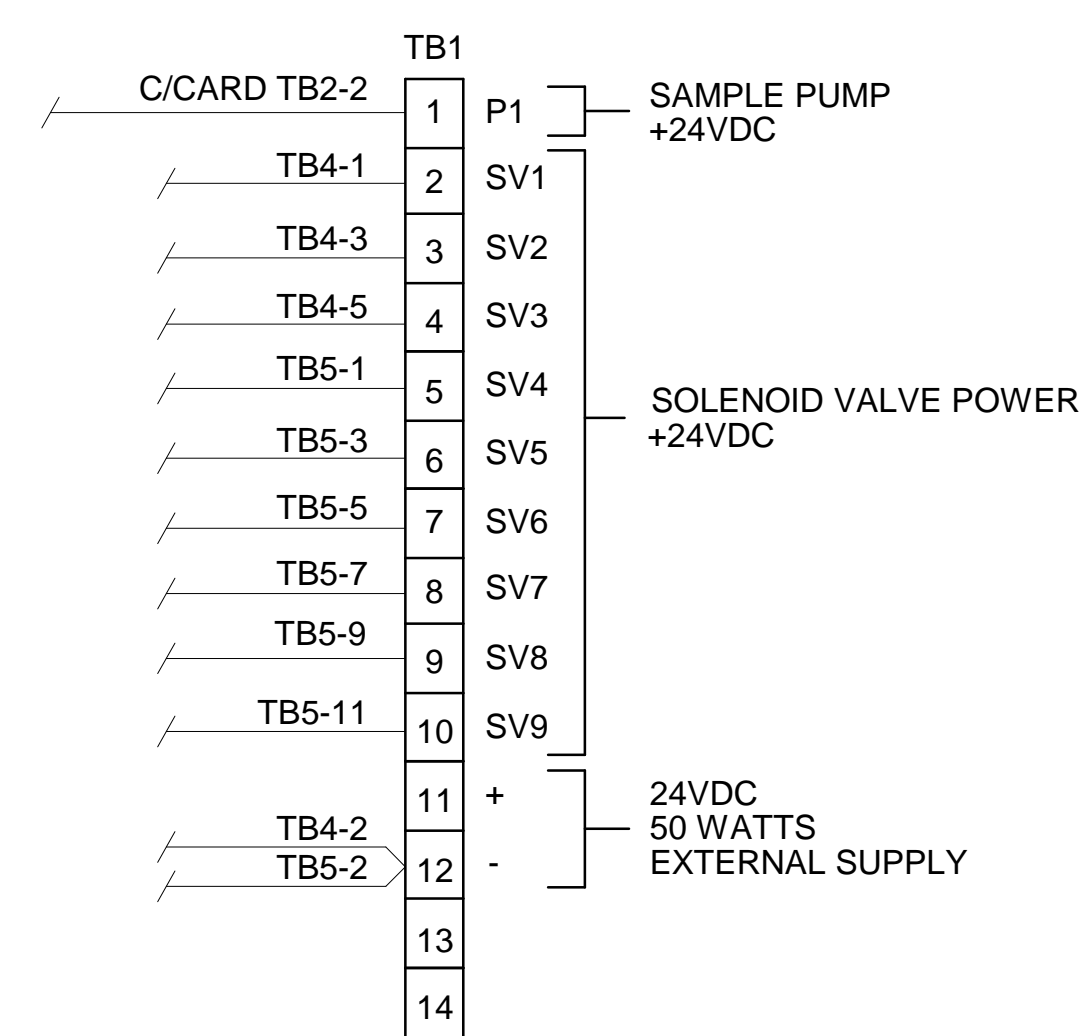 TB1
C/CARD TB2-2
1
P1
SAMPLE PUMP
+24VDC
TB4-1
2
SV1
TB4-3
3
SV2
TB4-5
4
SV3
TB5-1
5
SV4
SOLENOID VALVE POWER
+24VDC
TB5-3
6
SV5
TB5-5
7
SV6
TB5-7
8
SV7
TB5-9
9
SV8
TB5-11
10
SV9
11
+
24VDC
50 WATTS
EXTERNAL SUPPLY
TB4-2
TB5-2
12
-
13
14